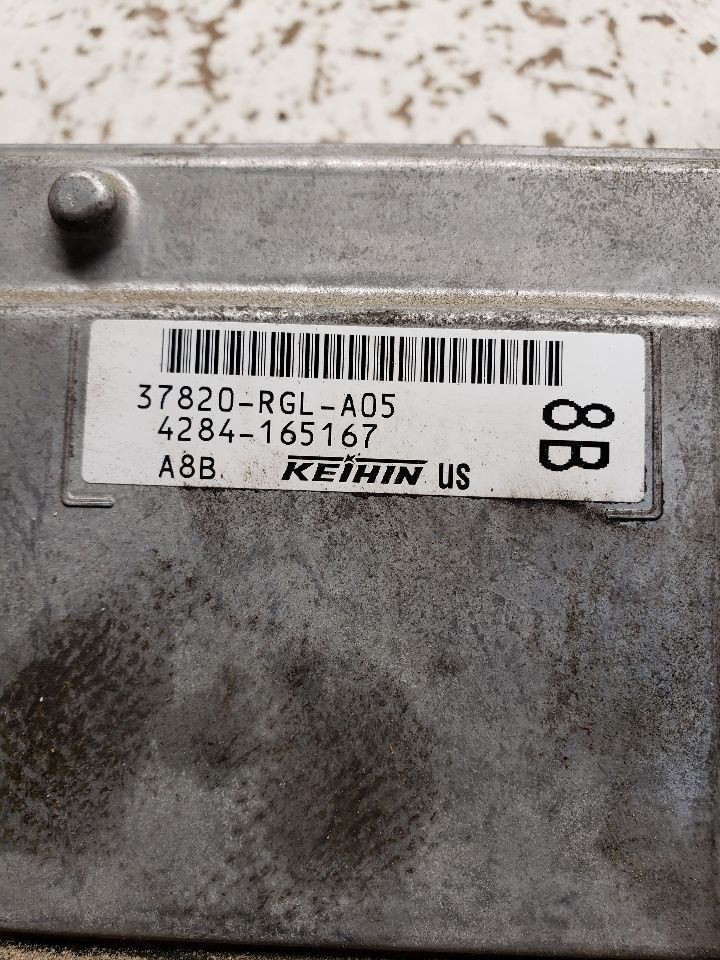 37820-RGL-A05
4284-165167
A8B KEIHIN US
8B